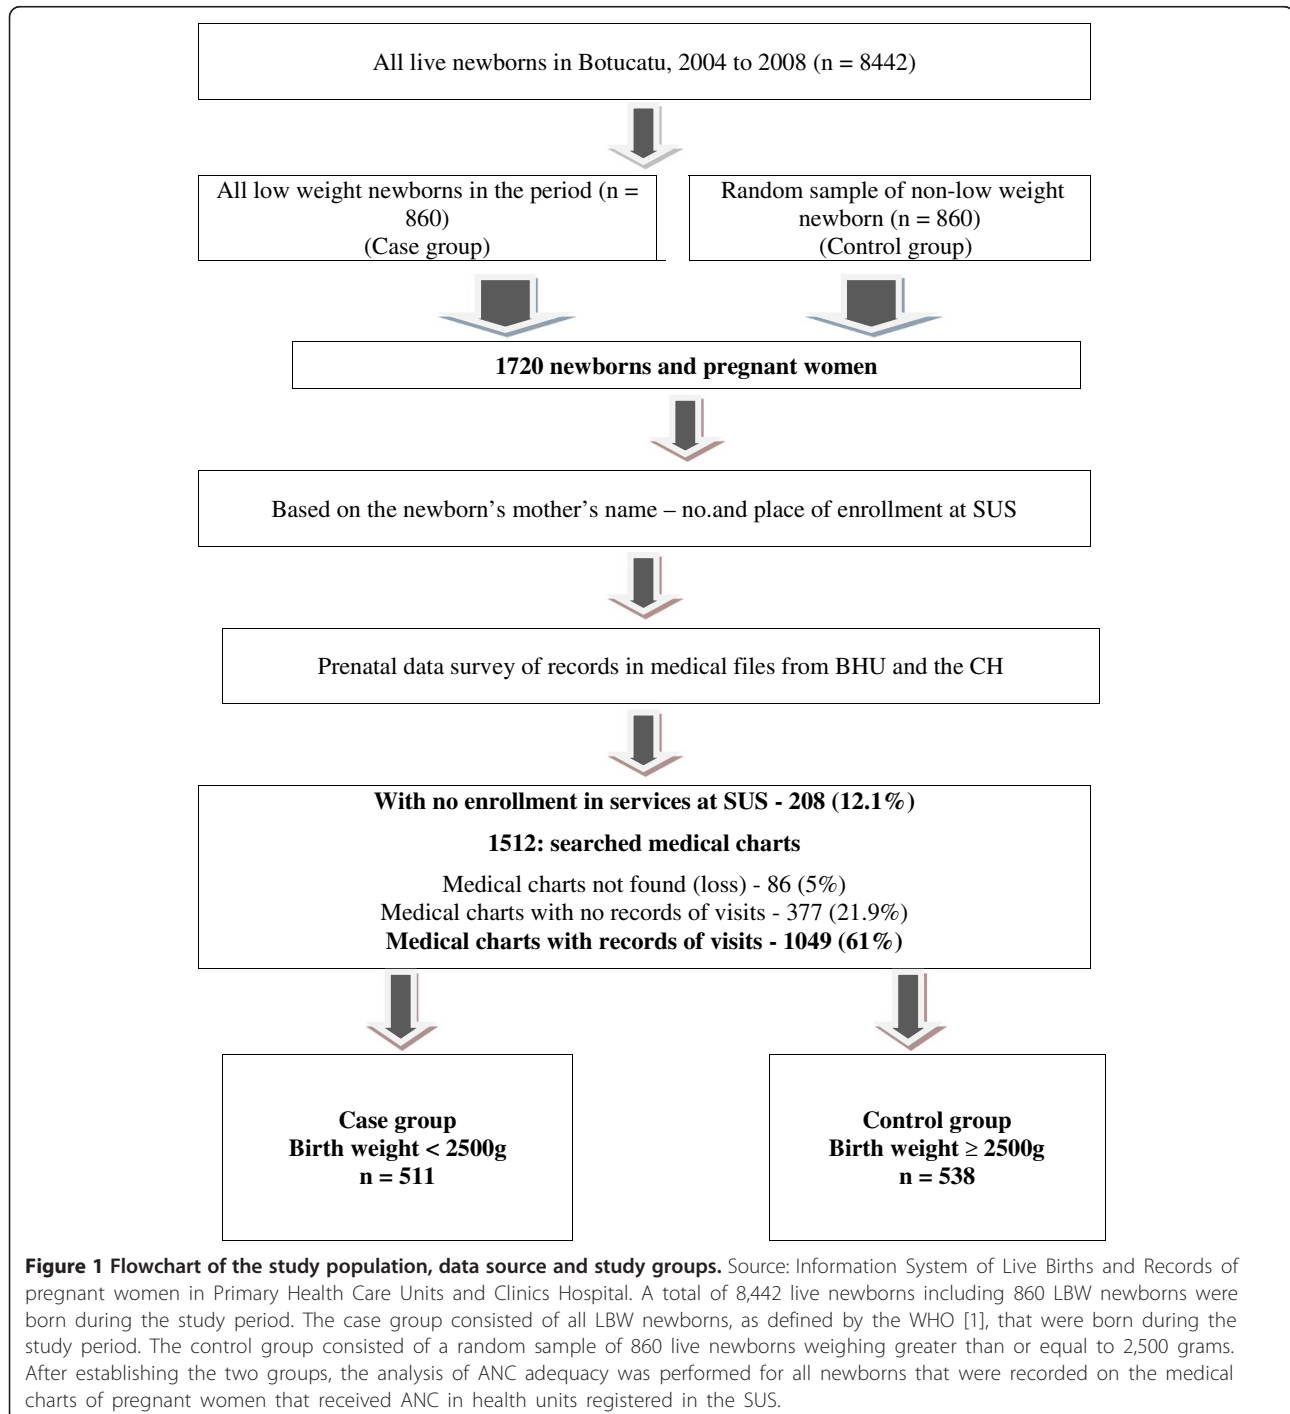 All live newborns in Botucatu, 2004 to 2008 (n = 8442)
All low weight newborns in the period (n =
860)
(Case group)
Random sample of non-low weight
newborn (n = 860)
(Control group)
1720 newborns and pregnant women
Based on the newborn's mother's name – no.and place of enrollment at SUS
Prenatal data survey of records in medical files from BHU and the CH
With no enrollment in services at SUS - 208 (12.1%)
1512: searched medical charts
Medical charts not found (loss) - 86 (5%)
Medical charts with no records of visits - 377 (21.9%)
Medical charts with records of visits - 1049 (61%)
Case group
Birth weight < 2500g
n = 511
Control group
Birth weight ≥ 2500g
n = 538
Figure 1 Flowchart of the study population, data source and study groups. Source: Information System of Live Births and Records of
pregnant women in Primary Health Care Units and Clinics Hospital. A total of 8,442 live newborns including 860 LBW newborns were
born during the study period. The case group consisted of all LBW newborns, as defined by the WHO [1], that were born during the
study period. The control group consisted of a random sample of 860 live newborns weighing greater than or equal to 2,500 grams.
After establishing the two groups, the analysis of ANC adequacy was performed for all newborns that were recorded on the medical
charts of pregnant women that received ANC in health units registered in the SUS.